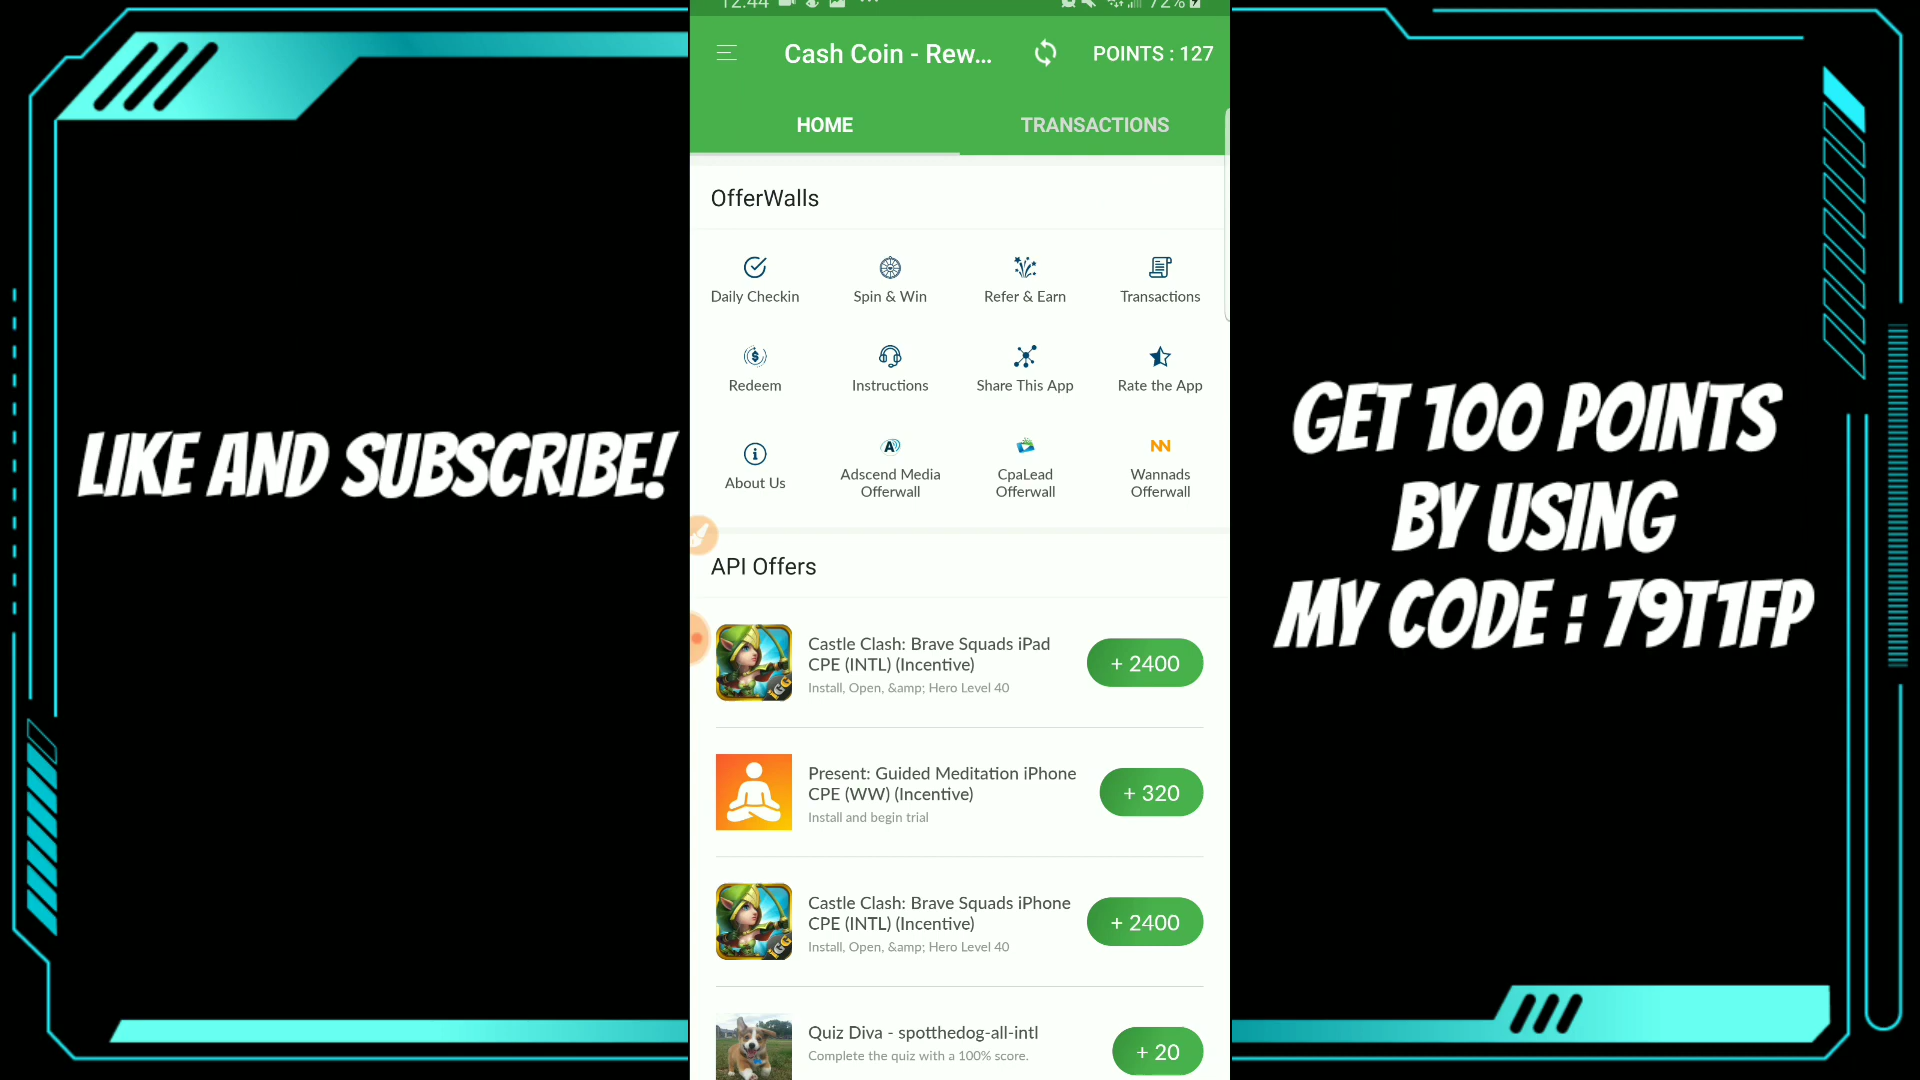 12:44
72%
Cash Coin - Rew...
POINTS : 127
HOME
TRANSACTIONS
OfferWalls
Daily Checkin
Spin & Win
Refer & Earn
Transactions
Redeem
Instructions
Share This App
Rate the App
About Us
Adscend Media
Offerwall
CpaLead
Offerwall
Wannads
Offerwall
API Offers
Castle Clash: Brave Squads iPad
CPE (INTL) (Incentive)
Install, Open, &amp; Hero Level 40
+ 2400
Present: Guided Meditation iPhone
CPE (WW) (Incentive)
Install and begin trial
+ 320
Castle Clash: Brave Squads iPhone
CPE (INTL) (Incentive)
Install, Open, &amp; Hero Level 40
+ 2400
Quiz Diva - spotthedog-all-intl
Complete the quiz with a 100% score.
+ 20
IGG
IGG
LIKE AND SUBSCRIBE!
GET 100 POINTS
BY USING
MY CODE : 79T1FP